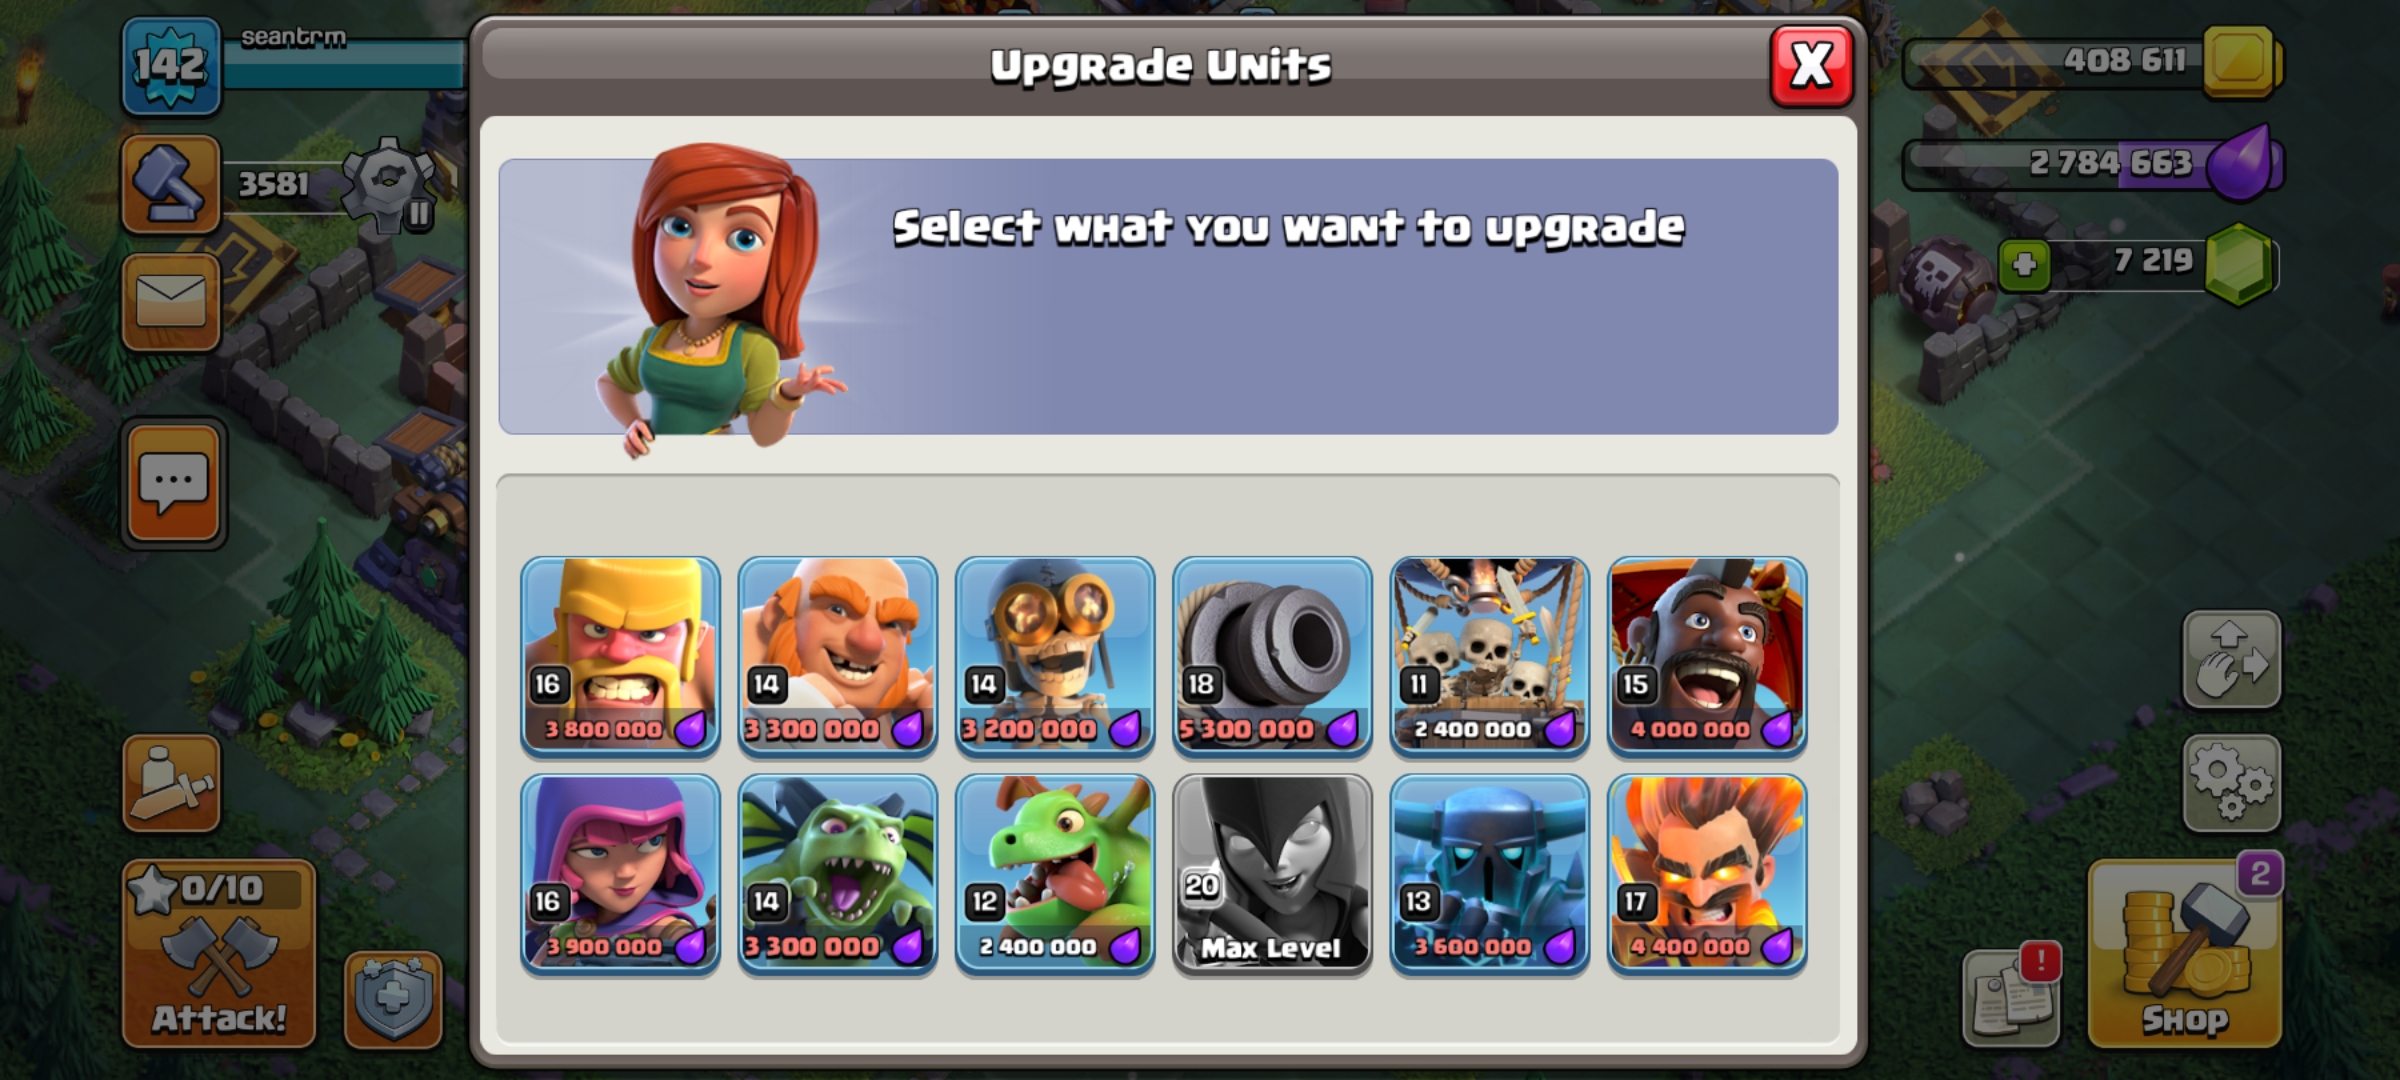 142
seantrm
Upgrade Units
X
408 611
3581
2 784 663
7 219
Select what you want to upgrade
16
3 800 000
14
3 300 000
14
3 200 000
18
5 300 000
11
2 400 000
15
4 000 000
16
3 900 000
14
3 300 000
12
2 400 000
20
Max Level
13
3 600 000
17
4 400 000
0/10
Attack!
!
2
Shop